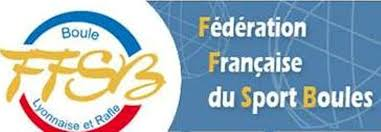 Boule
FFSB
Lyonnaise et Rafle
Fédération
Française
du Sport Boules